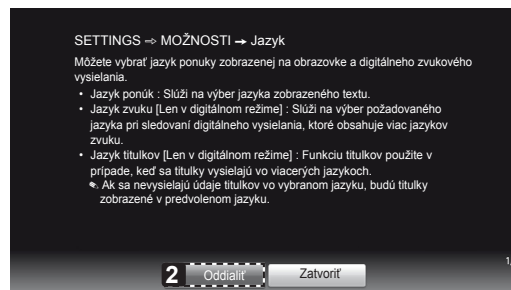 SETTINGS ⇨ MOŽNOSTI → Jazyk
Môžete vybrať jazyk ponuky zobrazenej na obrazovke a digitálneho zvukového
vysielania.
• Jazyk ponúk : Slúži na výber jazyka zobrazeného textu.
• Jazyk zvuku [Len v digitálnom režime] : Slúži na výber požadovaného
jazyka pri sledovaní digitálneho vysielania, ktoré obsahuje viac jazykov
zvuku.
• Jazyk titulkov [Len v digitálnom režime] : Funkciu titulkov použite v
prípade, keď sa titulky vysielajú vo viacerých jazykoch.
✎ Ak sa nevysielajú údaje titulkov vo vybranom jazyku, budú titulky
zobrazené v predvolenom jazyku.
2 Oddialiť Zatvoriť